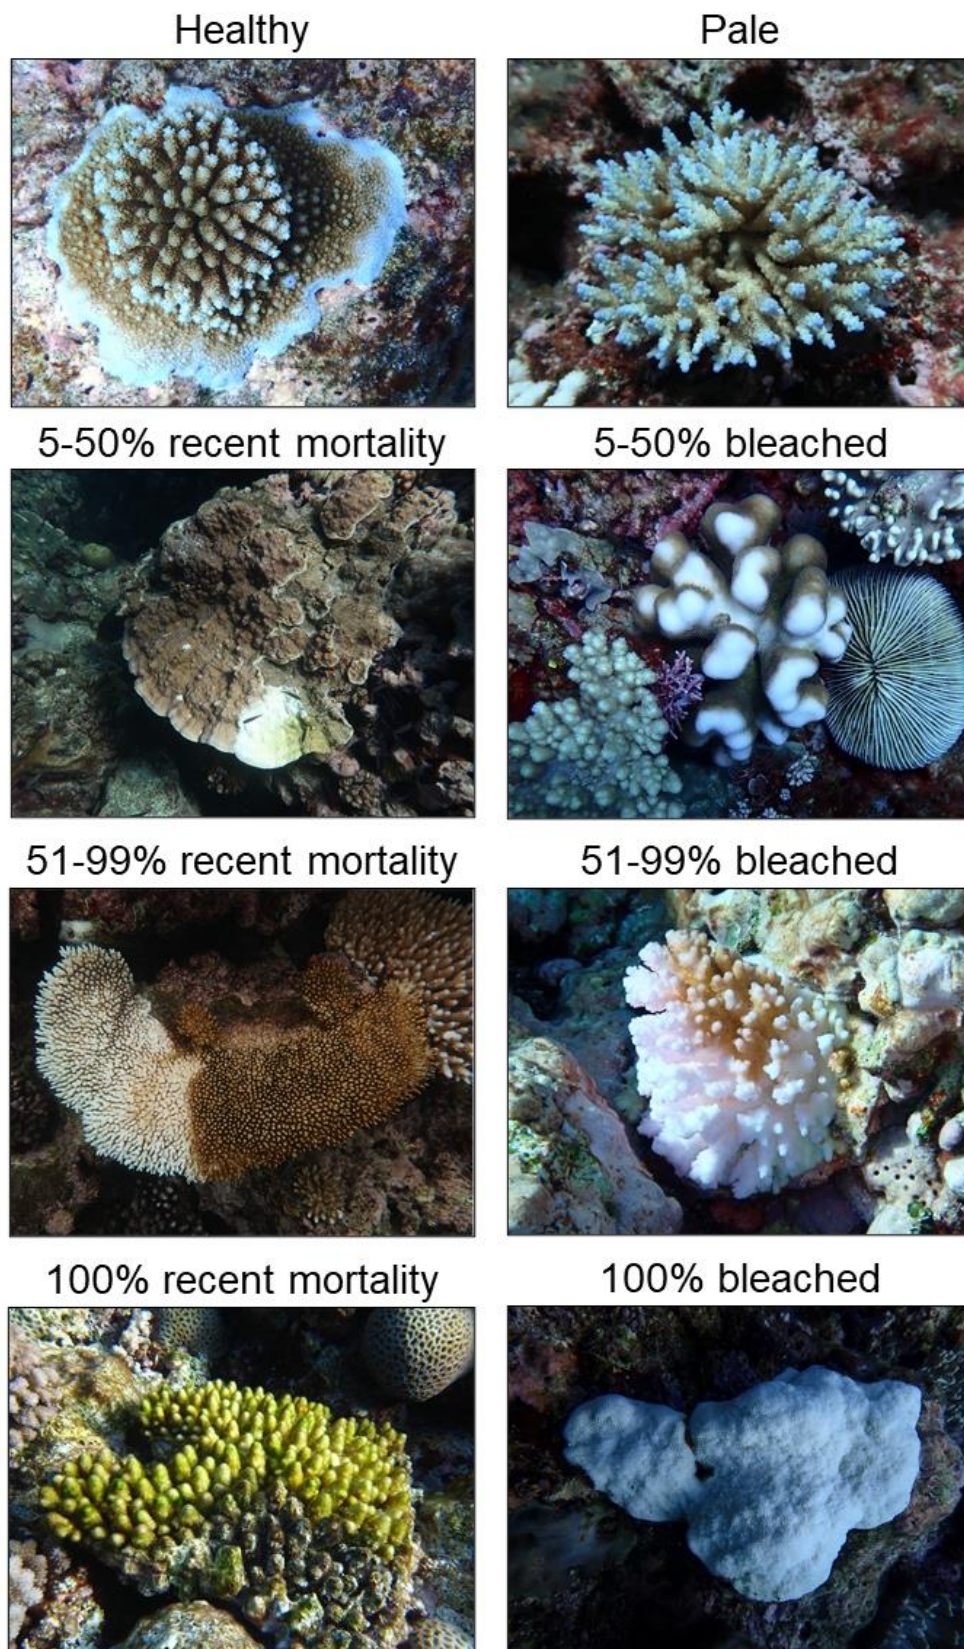 Healthy
Pale
5-50% recent mortality
5-50% bleached
51-99% recent mortality
51-99% bleached
100% recent mortality
100% bleached